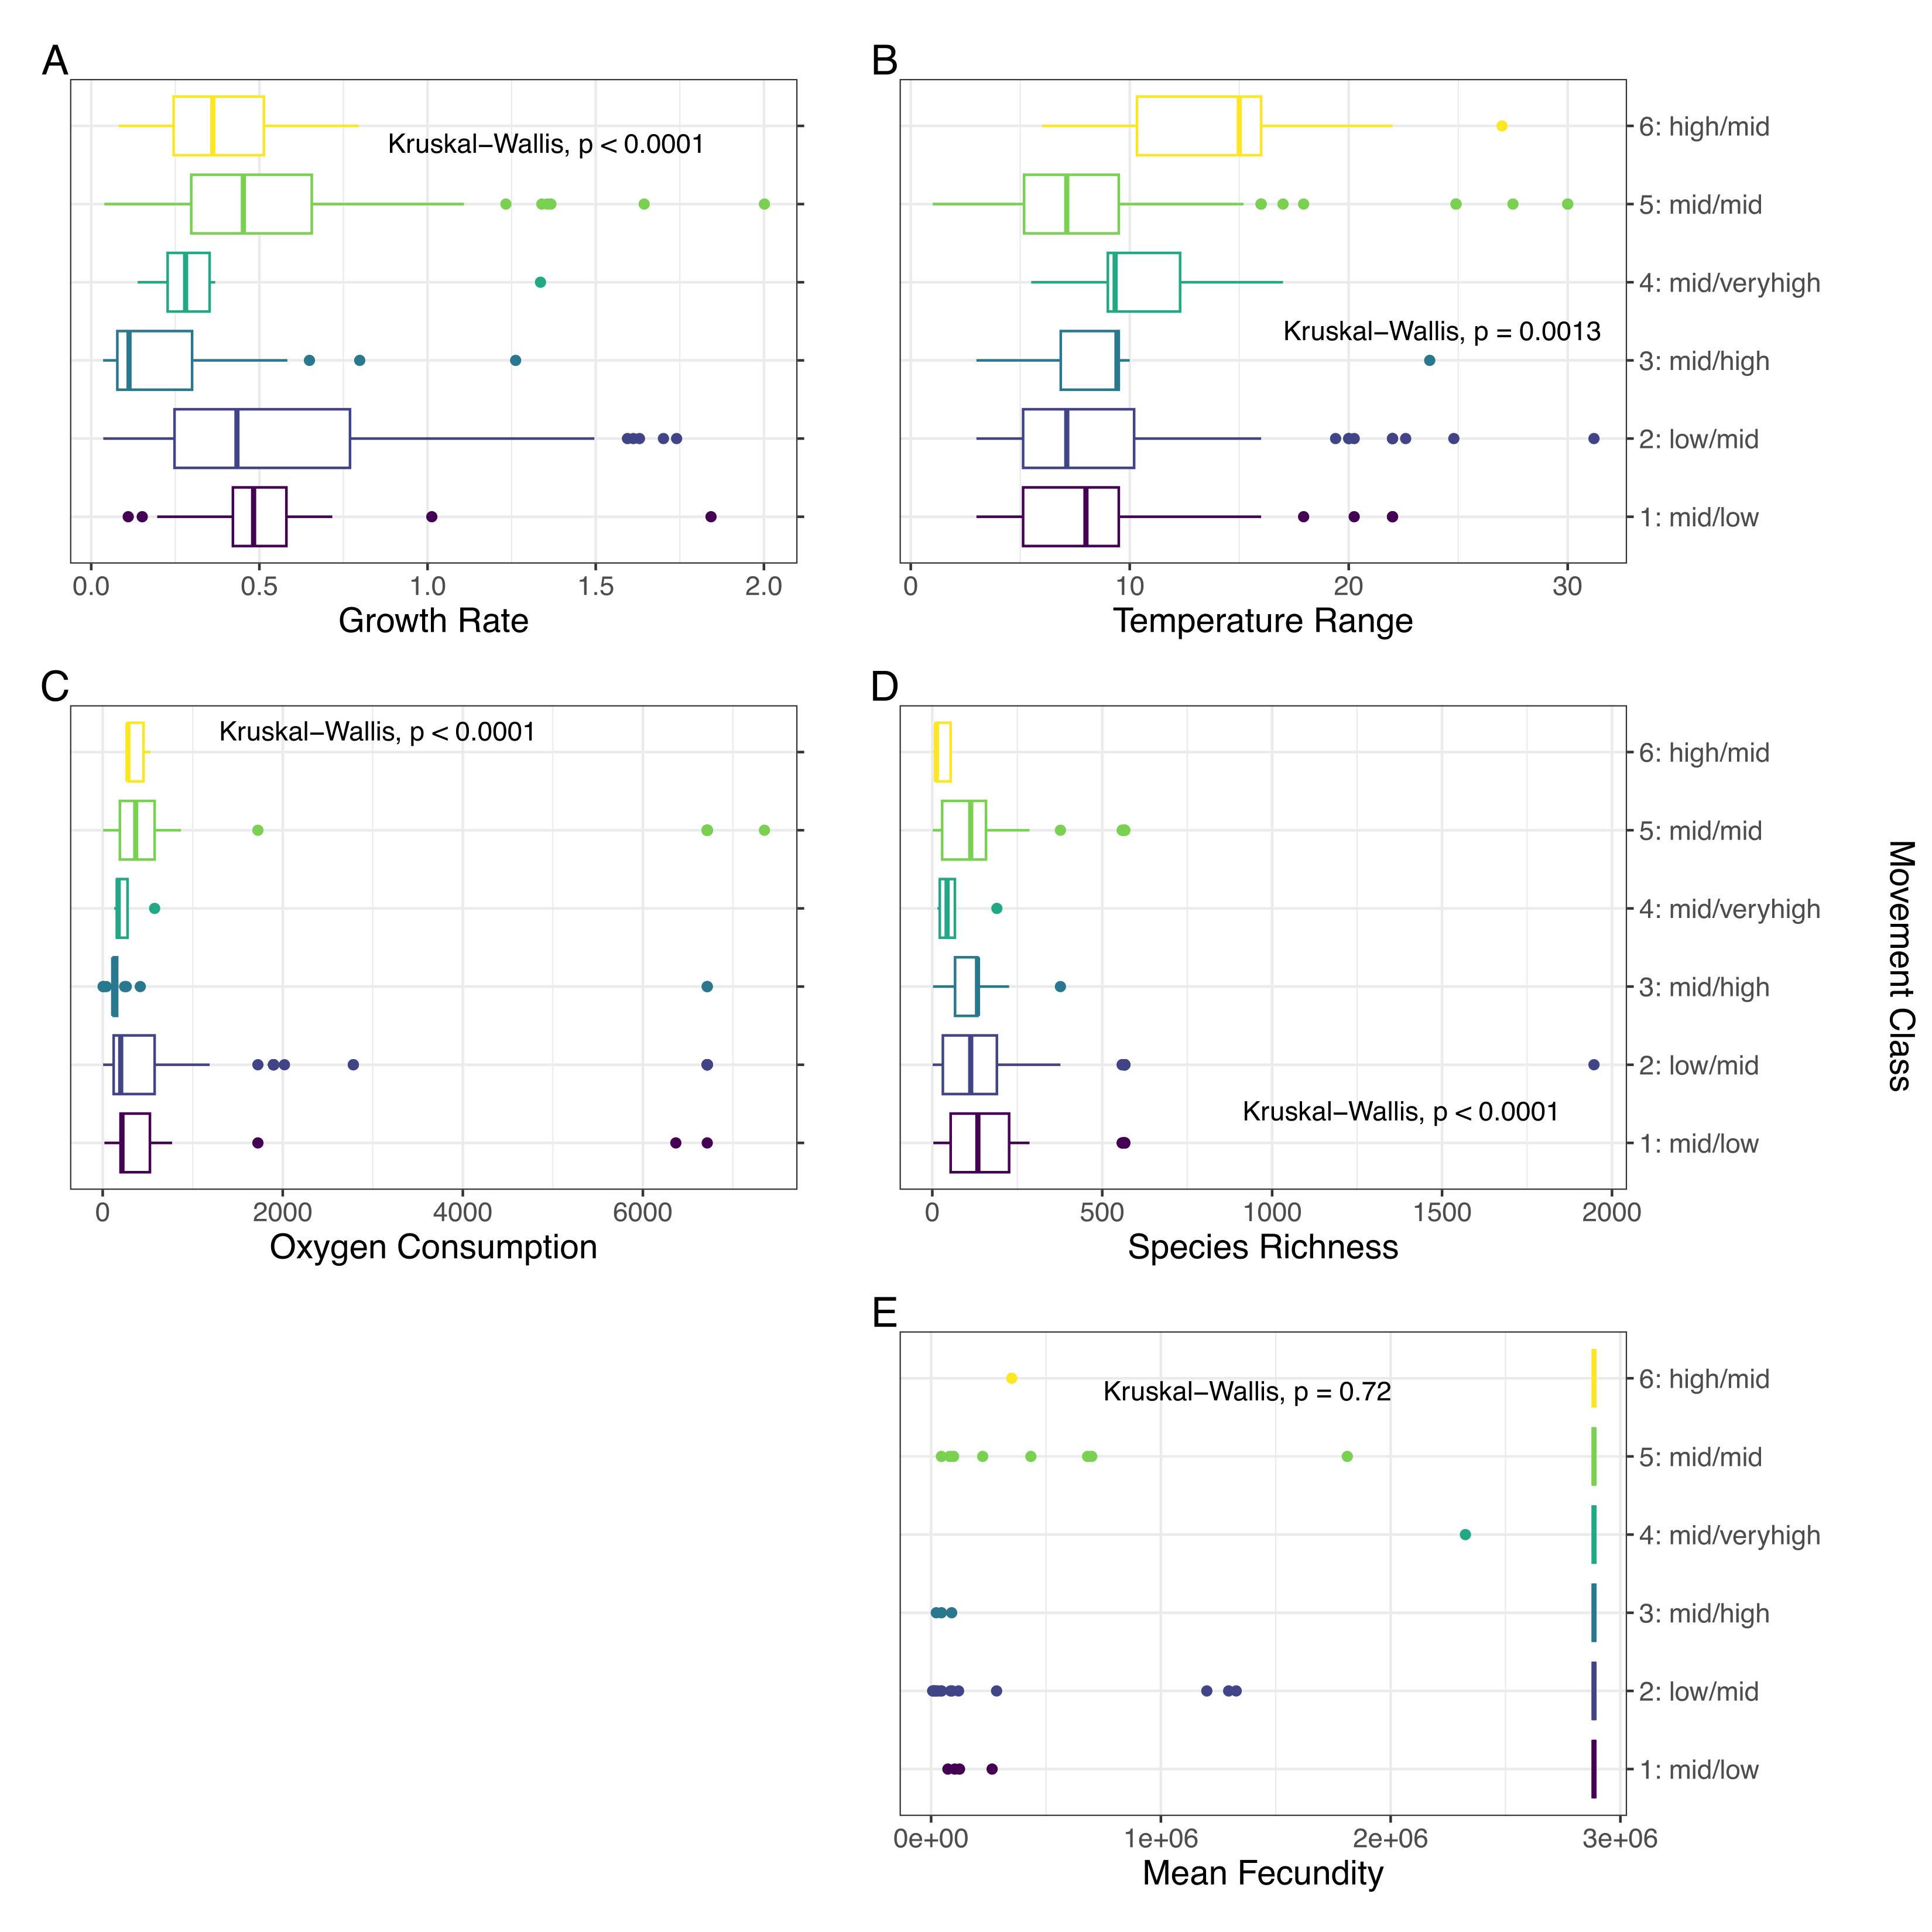 A
Kruskal–Wallis, p < 0.0001
0.0 0.5 1.0 1.5 2.0
Growth Rate
B
Kruskal–Wallis, p = 0.0013
6: high/mid
5: mid/mid
4: mid/veryhigh
3: mid/high
2: low/mid
1: mid/low
0 10 20 30
Temperature Range
C
Kruskal–Wallis, p < 0.0001
0 2000 4000 6000
Oxygen Consumption
D
6: high/mid
5: mid/mid
4: mid/veryhigh
3: mid/high
2: low/mid
Kruskal–Wallis, p < 0.0001
1: mid/low
0 500 1000 1500 2000
Species Richness
Movement Class
E
Kruskal–Wallis, p = 0.72
6: high/mid
5: mid/mid
4: mid/veryhigh
3: mid/high
2: low/mid
1: mid/low
0e+00 1e+06 2e+06 3e+06
Mean Fecundity